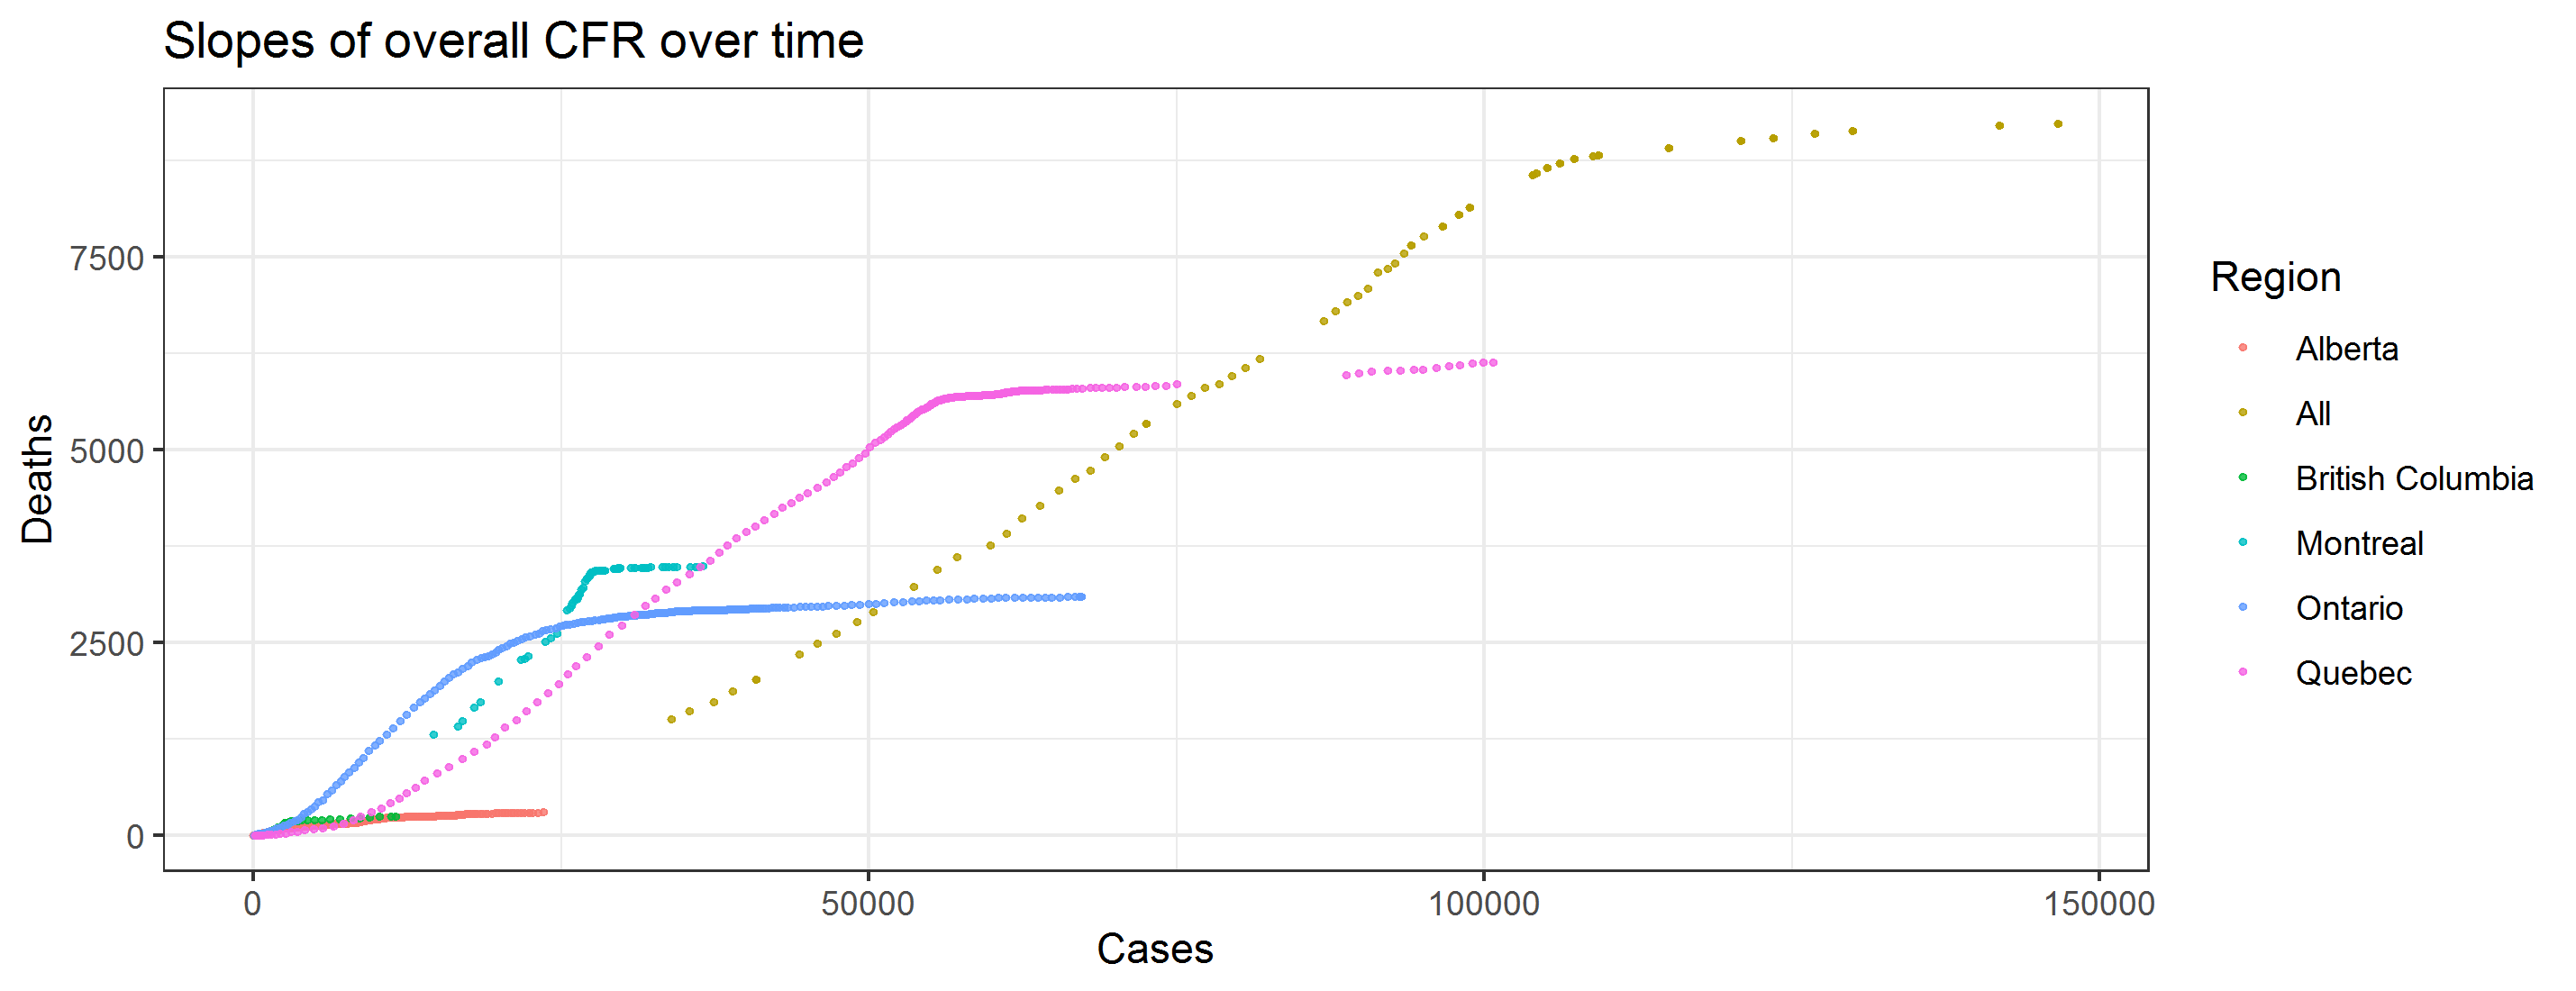 Slopes of overall CFR over time
Deaths
7500
5000
2500
0
0
50000
100000
150000
Cases
Region
Alberta
All
British Columbia
Montreal
Ontario
Quebec